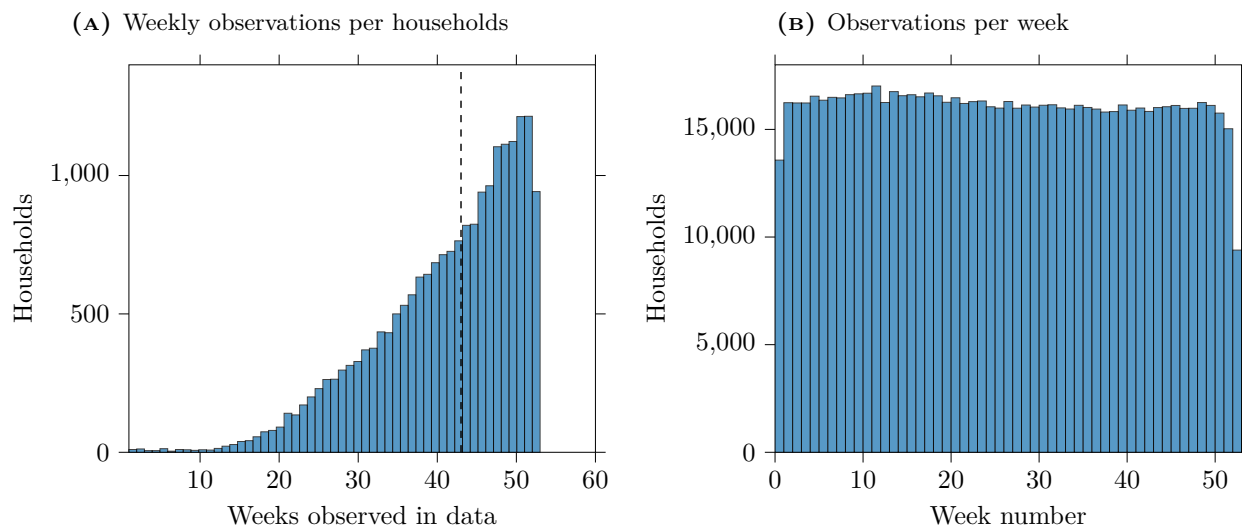 (A) Weekly observations per households
1,000
500
0
Households
10 20 30 40 50 60
Weeks observed in data
(B) Observations per week
15,000
10,000
5,000
0
Households
0 10 20 30 40 50
Week number